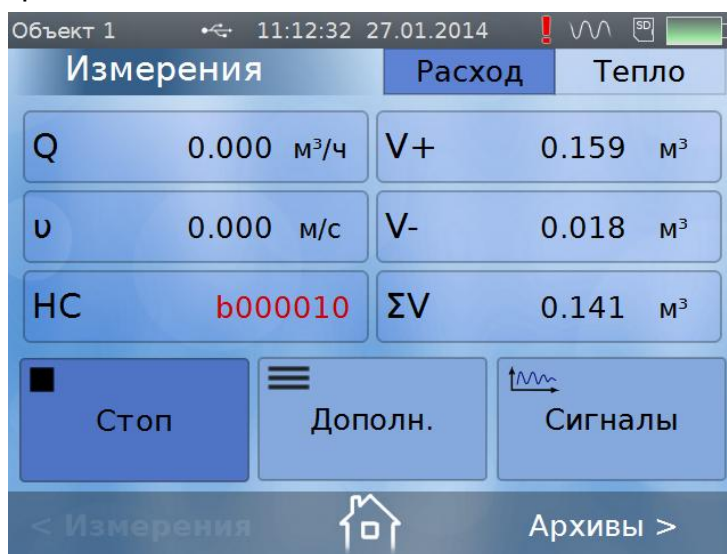 Объект 1 11:12:32 27.01.2014 SD
Измерения Расход Тепло
Q 0.000 м³/ч V+ 0.159 м³
υ 0.000 м/с V- 0.018 м³
НС b000010 ΣV 0.141 м³
Стоп Дополн. Сигналы
< Измерения Архивы >